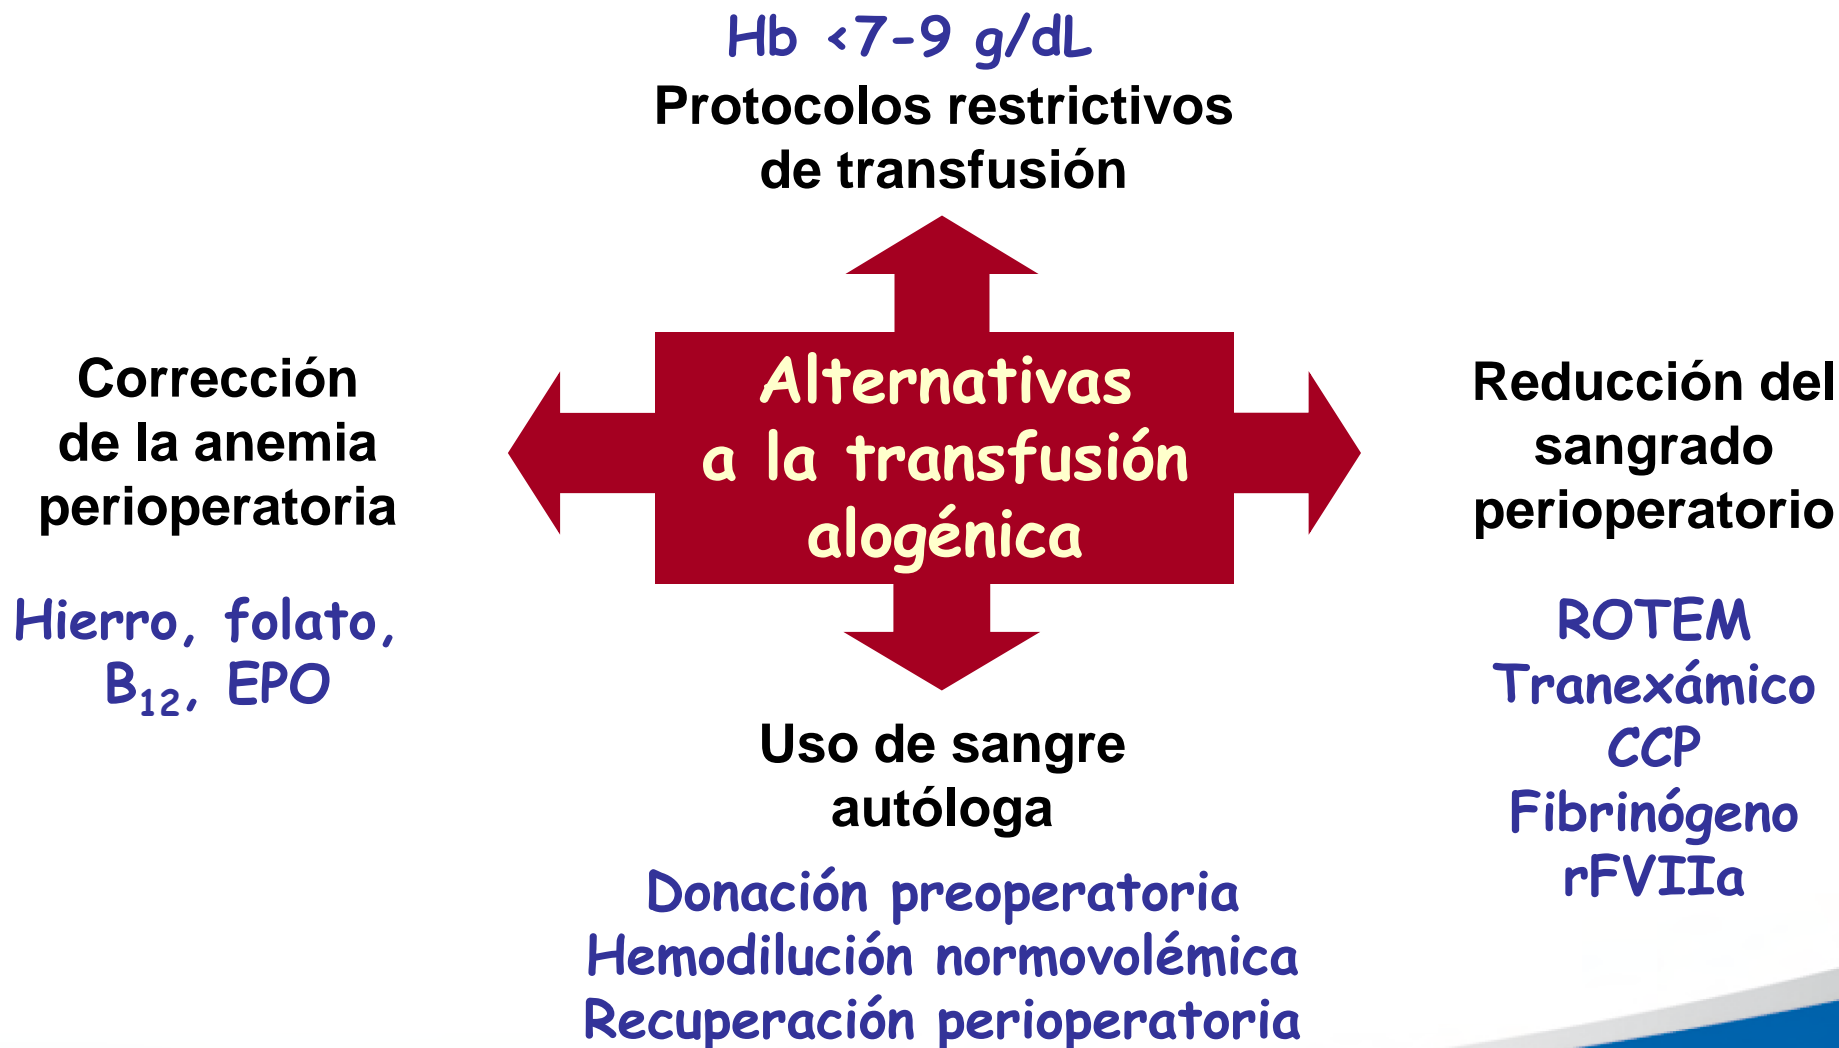 Hb <7-9 g/dL
Protocolos restrictivos
de transfusión
Corrección
de la anemia
perioperatoria
Hierro, folato,
B₁₂, EPO
Alternativas
a la transfusión
alogénica
Reducción del
sangrado
perioperatorio
ROTEM
Tranexámico
CCP
Fibrinógeno
rFVIIa
Uso de sangre
autóloga
Donación preoperatoria
Hemodilución normovolémica
Recuperación perioperatoria